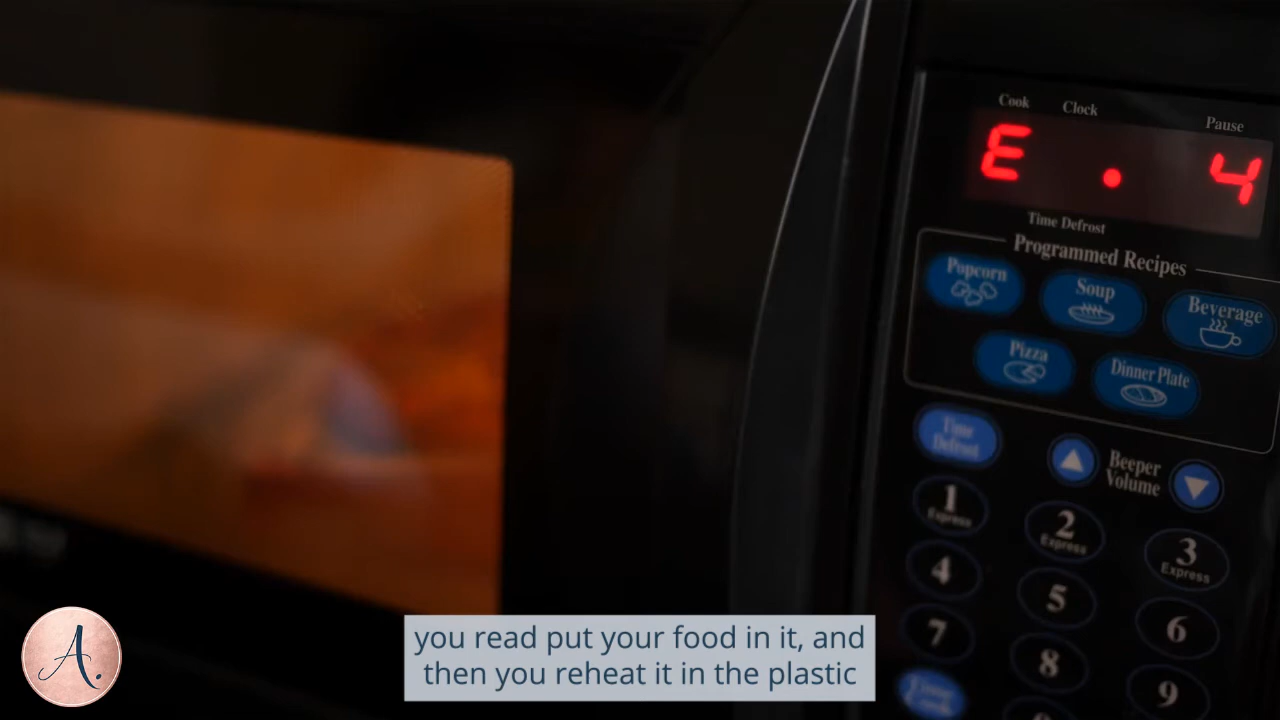 Cook Clock Pause
E . 4
Time Defrost
Programmed Recipes
Popcorn Soup Beverage
Pizza Dinner Plate
Time Defrost
Beeper Volume
1 Express 2 Express 3 Express
4 5 6
7 8 9
A.
you read put your food in it, and
then you reheat it in the plastic